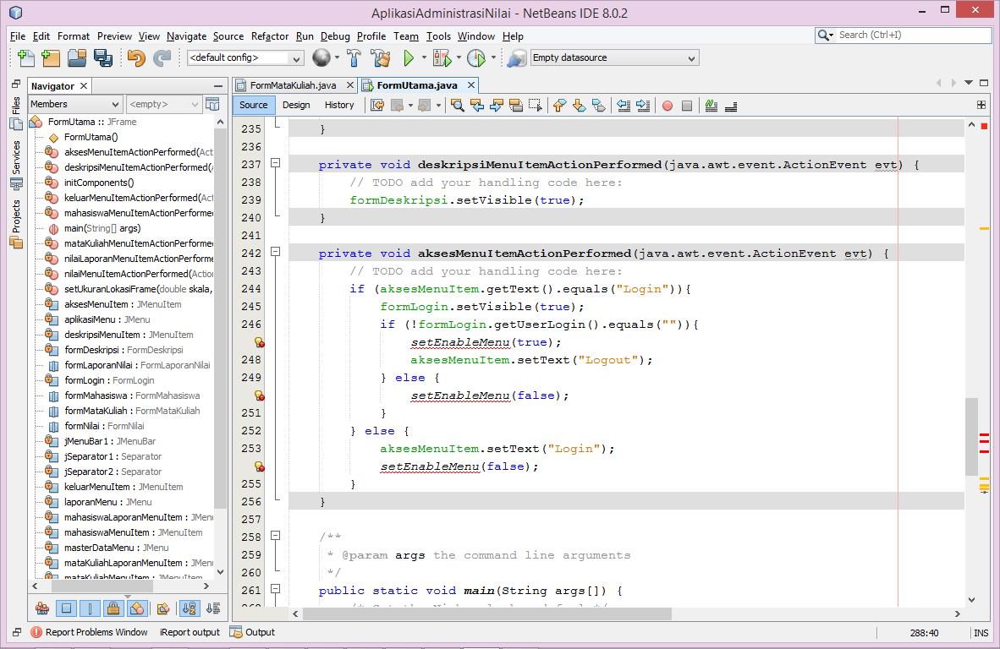 AplikasiAdministrasiNilai - NetBeans IDE 8.0.2
File Edit Format Preview View Navigate Source Refactor Run Debug Profile Team Tools Window Help
Search (Ctrl+I)
<default config>
Empty datasource
Files
Services
Projects
Navigator
Members
<empty>
FormUtama :: JFrame
FormUtama()
aksesMenuItemActionPerformed(Act
deskripsiMenuItemActionPerformed(A
initComponents()
keluarMenuItemActionPerformed(Act
mahasiswaMenuItemActionPerformed
main(String[] args)
mataKuliahMenuItemActionPerformed
nilaiLaporanMenuItemActionPerforme
nilaiMenuItemActionPerformed(Action
setUkuranLokasiFrame(double skala,
aksesMenuItem : JMenuItem
aplikasiMenu : JMenu
deskripsiMenuItem : JMenuItem
formDeskripsi : FormDeskripsi
formLaporanNilai : FormLaporanNilai
formLogin : FormLogin
formMahasiswa : FormMahasiswa
formMataKuliah : FormMataKuliah
formNilai : FormNilai
jMenuBar1 : JMenuBar
jSeparator1 : Separator
jSeparator2 : Separator
keluarMenuItem : JMenuItem
laporanMenu : JMenu
mahasiswaLaporanMenuItem : JMenu
mahasiswaMenuItem : JMenuItem
masterDataMenu : JMenu
mataKuliahLaporanMenuItem : JMenu
mataKuliahMenuItem : JMenuItem
FormMataKuliah.java
FormUtama.java
Source Design History
235 }
236
237 private void deskripsiMenuItemActionPerformed(java.awt.event.ActionEvent evt) {
238 // TODO add your handling code here:
239 formDeskripsi.setVisible(true);
240 }
241
242 private void aksesMenuItemActionPerformed(java.awt.event.ActionEvent evt) {
243 // TODO add your handling code here:
244 if (aksesMenuItem.getText().equals("Login")){
245 formLogin.setVisible(true);
246 if (!formLogin.getUserLogin().equals("")){
setEnableMenu(true);
248 aksesMenuItem.setText("Logout");
249 } else {
setEnableMenu(false);
251 }
252 } else {
253 aksesMenuItem.setText("Login");
setEnableMenu(false);
255 }
256 }
257
258 /**
259 * @param args the command line arguments
260 */
261 public static void main(String args[]) {
Report Problems Window
iReport output
Output
288:40
INS